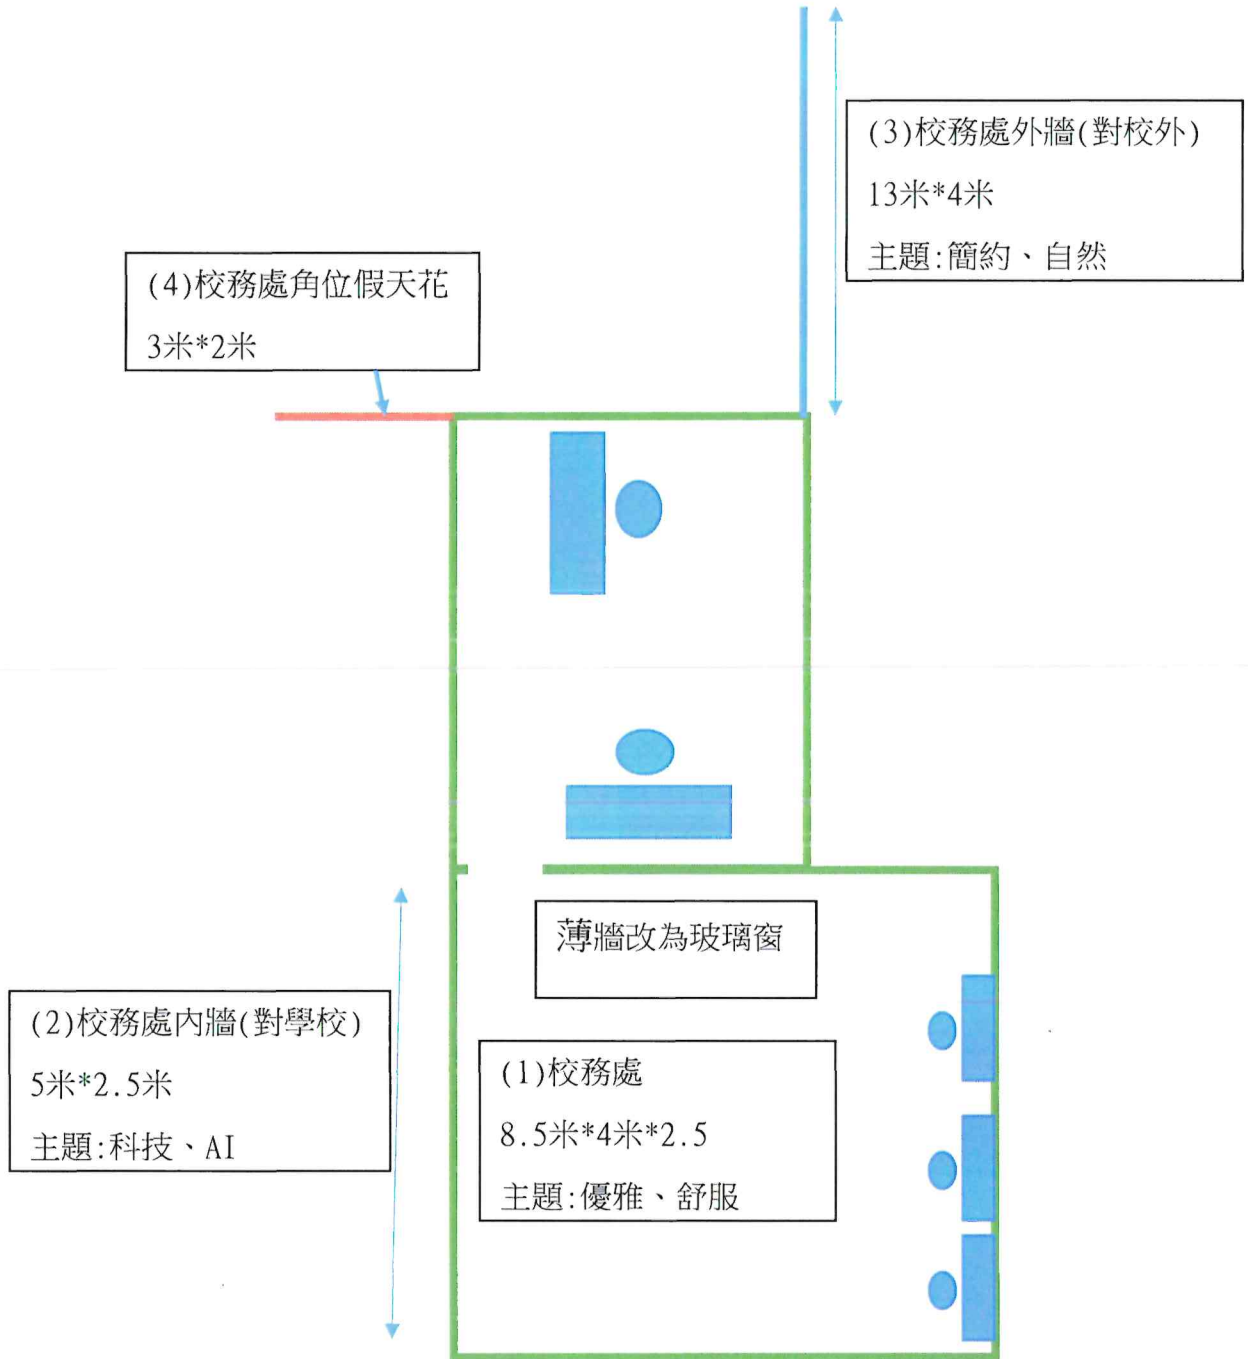 (3)校務處外牆(對校外)
13米*4米
主題:簡約、自然
(4)校務處角位假天花
3米*2米
薄牆改為玻璃窗
(2)校務處內牆(對學校)
5米*2.5米
主題:科技、AI
(1)校務處
8.5米*4米*2.5
主題:優雅、舒服